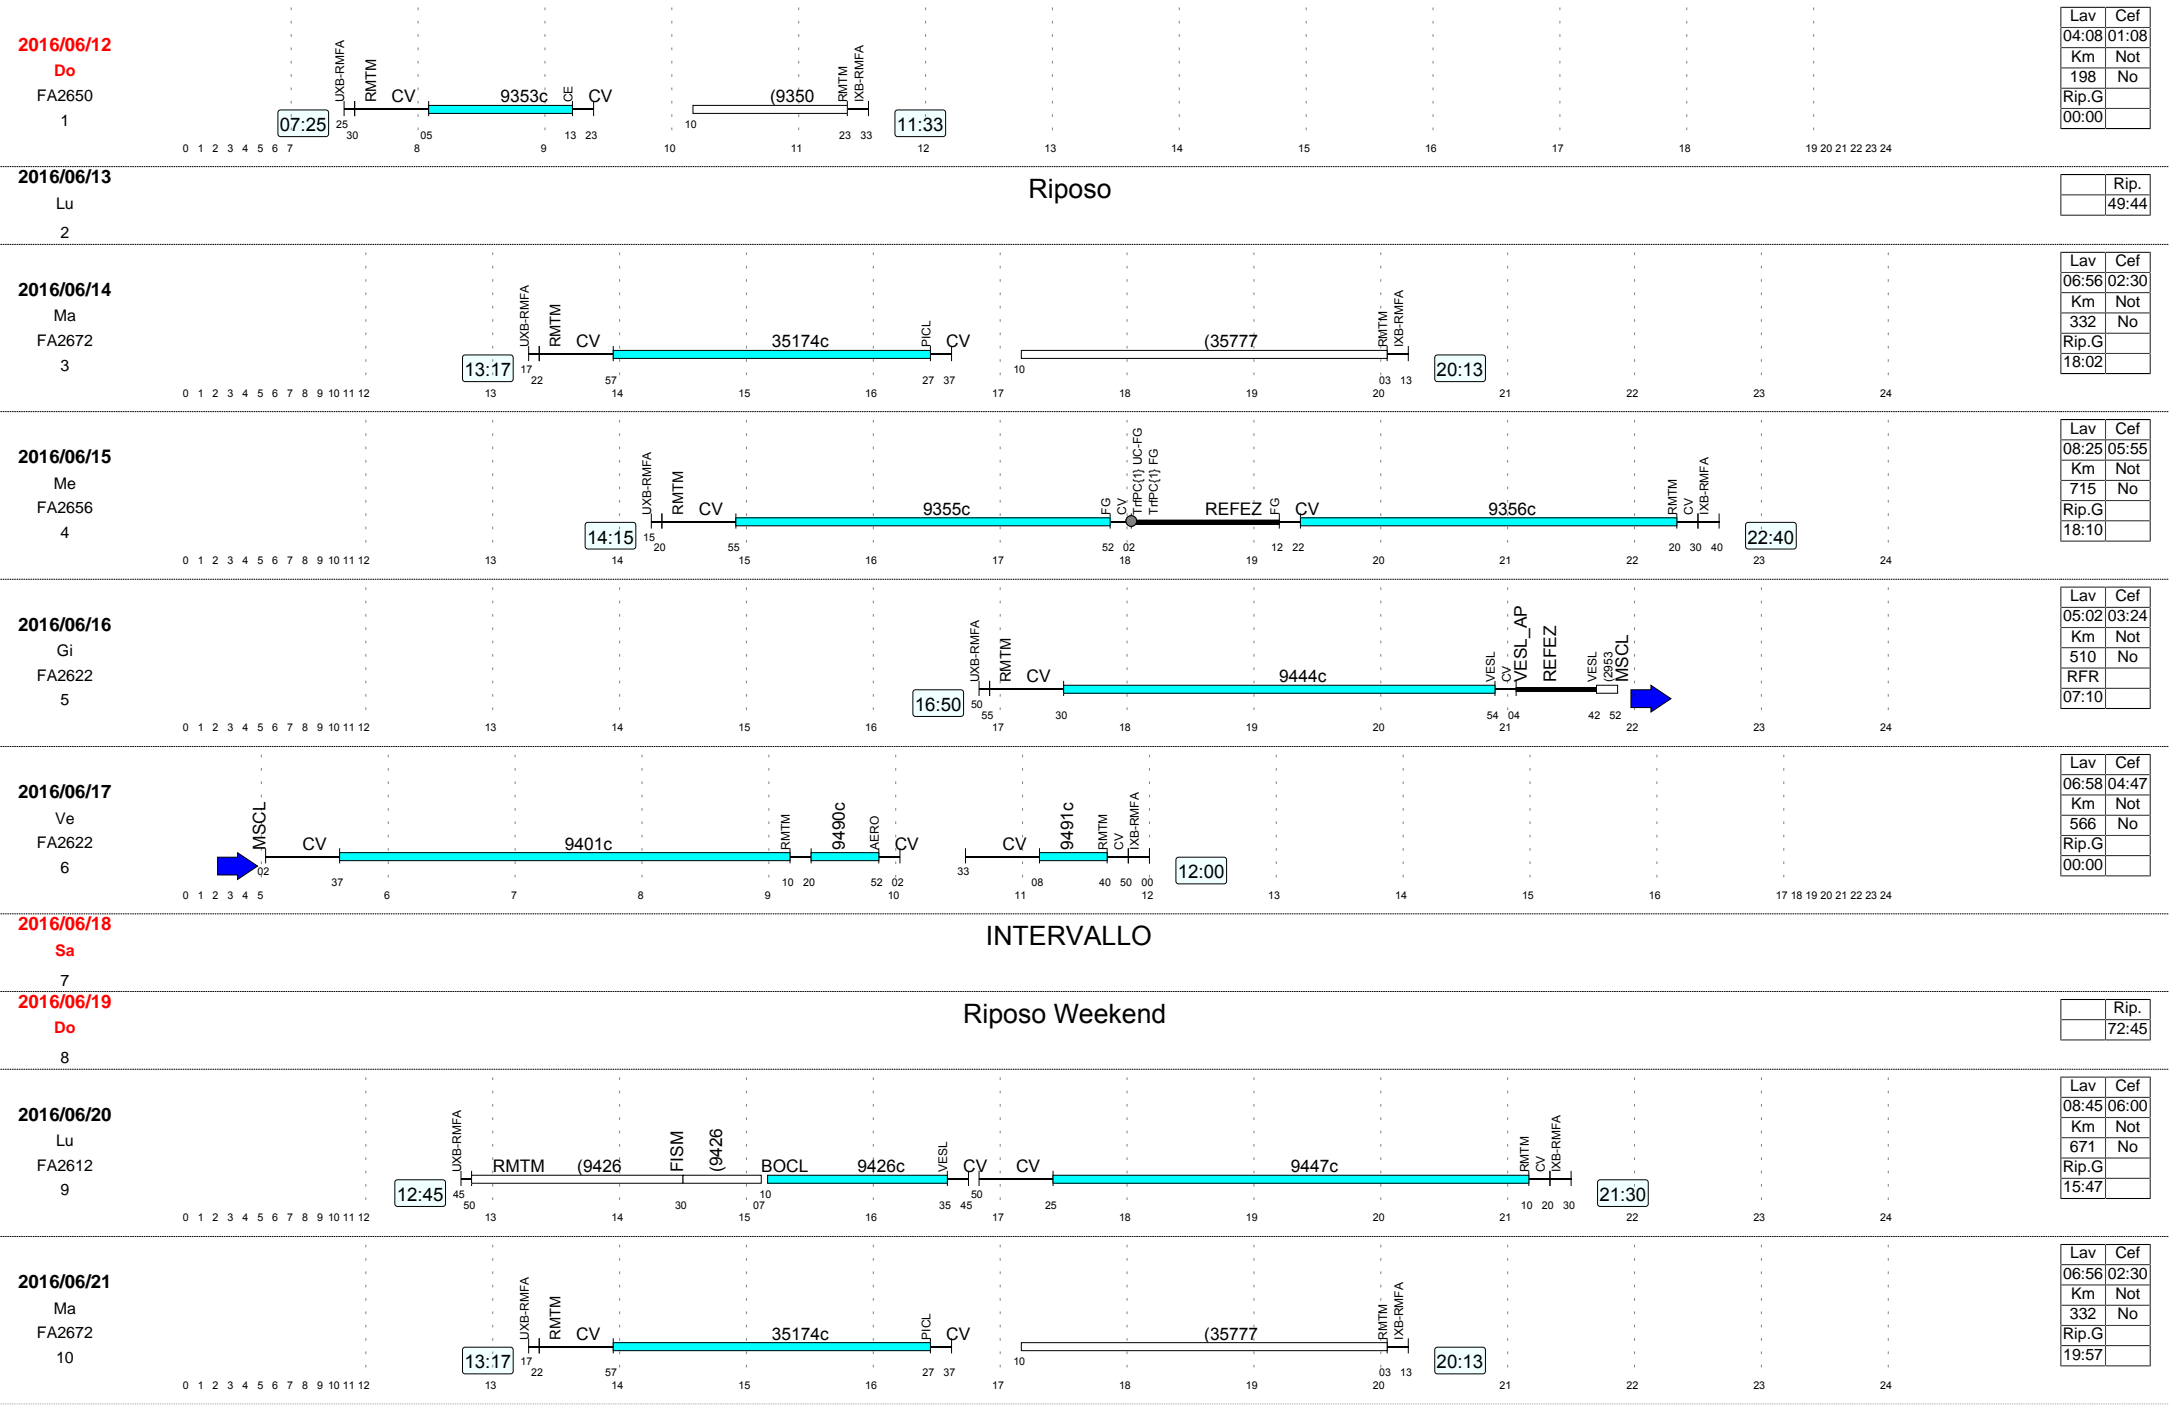 2016/06/12
Do
FA2650
1
07:25
UXB-RMFA
RMTM
CV
9353c
CE
CV
(9350
RMTM
IXB-RMFA
11:33
25 30 05 13 23 10 23 33
0 1 2 3 4 5 6 7 8 9 10 11 12 13 14 15 16 17 18 19 20 21 22 23 24
Lav Cef
04:08 01:08
Km Not
198 No
Rip.G
00:00
2016/06/13
Lu
2
Riposo
Rip.
49:44
2016/06/14
Ma
FA2672
3
13:17
UXB-RMFA
RMTM
CV
35174c
PICL
CV
(35777
RMTM
IXB-RMFA
20:13
17 22 57 27 37 10 03 13
0 1 2 3 4 5 6 7 8 9 10 11 12 13 14 15 16 17 18 19 20 21 22 23 24
Lav Cef
06:56 02:30
Km Not
332 No
Rip.G
18:02
2016/06/15
Me
FA2656
4
14:15
UXB-RMFA
RMTM
CV
9355c
FG
CV
TrfPC{1} UC-FG
TrfPC{1} FG
REFEZ
FG
CV
9356c
RMTM
CV
IXB-RMFA
22:40
15 20 55 52 02 12 22 20 30 40
0 1 2 3 4 5 6 7 8 9 10 11 12 13 14 15 16 17 18 19 20 21 22 23 24
Lav Cef
08:25 05:55
Km Not
715 No
Rip.G
18:10
2016/06/16
Gi
FA2622
5
16:50
UXB-RMFA
RMTM
CV
9444c
VESL
CV
VESL_AP
REFEZ
VESL
(2953
MSCL
50 55 30 54 04 42 52
0 1 2 3 4 5 6 7 8 9 10 11 12 13 14 15 16 17 18 19 20 21 22 23 24
Lav Cef
05:02 03:24
Km Not
510 No
RFR
07:10
2016/06/17
Ve
FA2622
6
MSCL
CV
9401c
RMTM
9490c
AERO
CV
CV
9491c
RMTM
CV
IXB-RMFA
12:00
02 37 10 20 52 02 33 08 40 50 00
0 1 2 3 4 5 6 7 8 9 10 11 12 13 14 15 16 17 18 19 20 21 22 23 24
Lav Cef
06:58 04:47
Km Not
566 No
Rip.G
00:00
2016/06/18
Sa
7
INTERVALLO
2016/06/19
Do
8
Riposo Weekend
Rip.
72:45
2016/06/20
Lu
FA2612
9
12:45
UXB-RMFA
RMTM
(9426
FISM
(9426
BOCL
9426c
VESL
CV
CV
9447c
RMTM
CV
IXB-RMFA
21:30
45 50 30 07 10 35 45 50 25 10 20 30
0 1 2 3 4 5 6 7 8 9 10 11 12 13 14 15 16 17 18 19 20 21 22 23 24
Lav Cef
08:45 06:00
Km Not
671 No
Rip.G
15:47
2016/06/21
Ma
FA2672
10
13:17
UXB-RMFA
RMTM
CV
35174c
PICL
CV
(35777
RMTM
IXB-RMFA
20:13
17 22 57 27 37 10 03 13
0 1 2 3 4 5 6 7 8 9 10 11 12 13 14 15 16 17 18 19 20 21 22 23 24
Lav Cef
06:56 02:30
Km Not
332 No
Rip.G
19:57